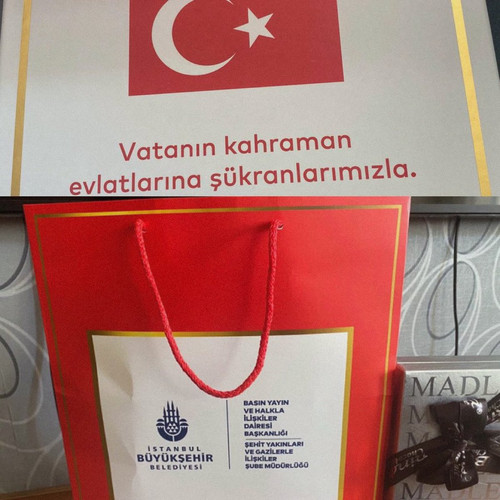 Vatanın kahraman
evlatlarına şükranlarımızla.
İSTANBUL
BÜYÜKŞEHİR
BELEDİYESİ
BASIN YAYIN
VE HALKLA
İLİŞKİLER
DAİRESİ
BAŞKANLIĞI
ŞEHİT YAKINLARI
VE GAZİLERLE
İLİŞKİLER
ŞUBE MÜDÜRLÜĞÜ
MADL
MADLE